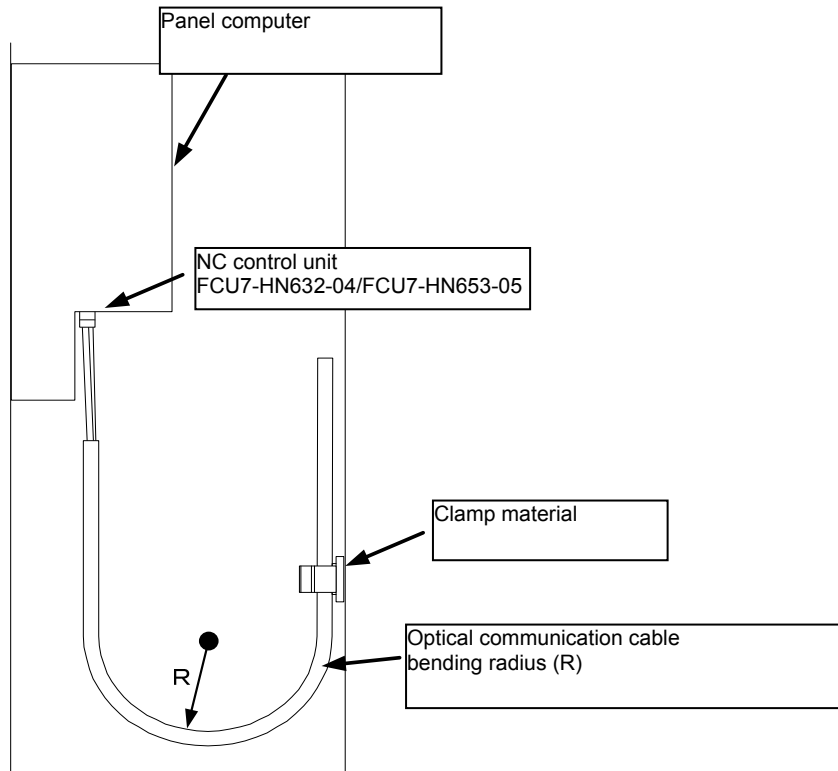 Panel computer
NC control unit
FCU7-HN632-04/FCU7-HN653-05
Clamp material
Optical communication cable
bending radius (R)
R